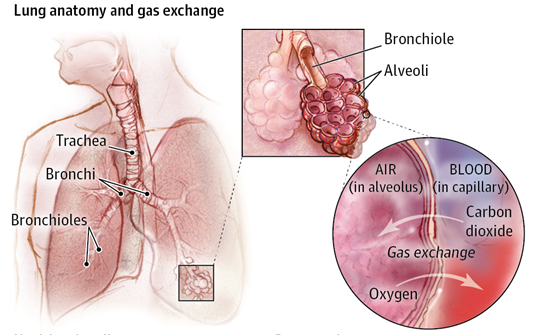 Lung anatomy and gas exchange
Bronchiole
Alveoli
Trachea
Bronchi
Bronchioles
AIR
(in alveolus)
BLOOD
(in capillary)
Carbon
dioxide
Gas exchange
Oxygen